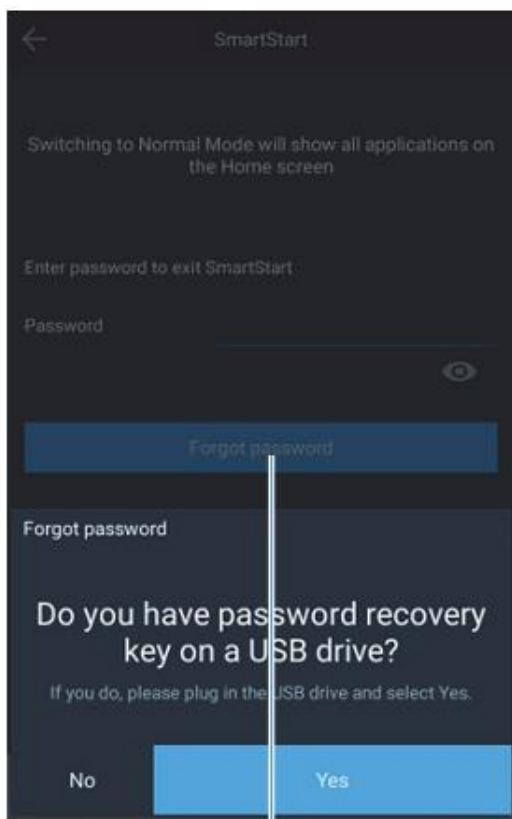 SmartStart
Switching to Normal Mode will show all applications on
the Home screen
Enter password to exit SmartStart
Password
Forgot password
Forgot password
Do you have password recovery
key on a USB drive?
If you do, please plug in the USB drive and select Yes.
No Yes